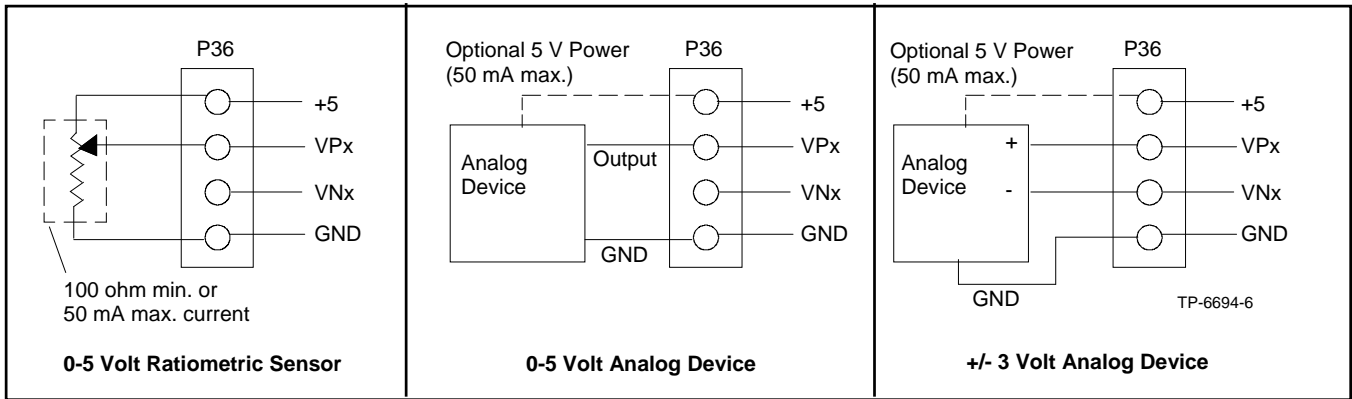 P36
+5
VPx
VNx
GND
100 ohm min. or
50 mA max. current
0-5 Volt Ratiometric Sensor
Optional 5 V Power
(50 mA max.)
P36
Analog
Device
Output
GND
+5
VPx
VNx
GND
0-5 Volt Analog Device
Optional 5 V Power
(50 mA max.)
P36
Analog
Device
+
-
GND
+5
VPx
VNx
GND
TP-6694-6
+/- 3 Volt Analog Device